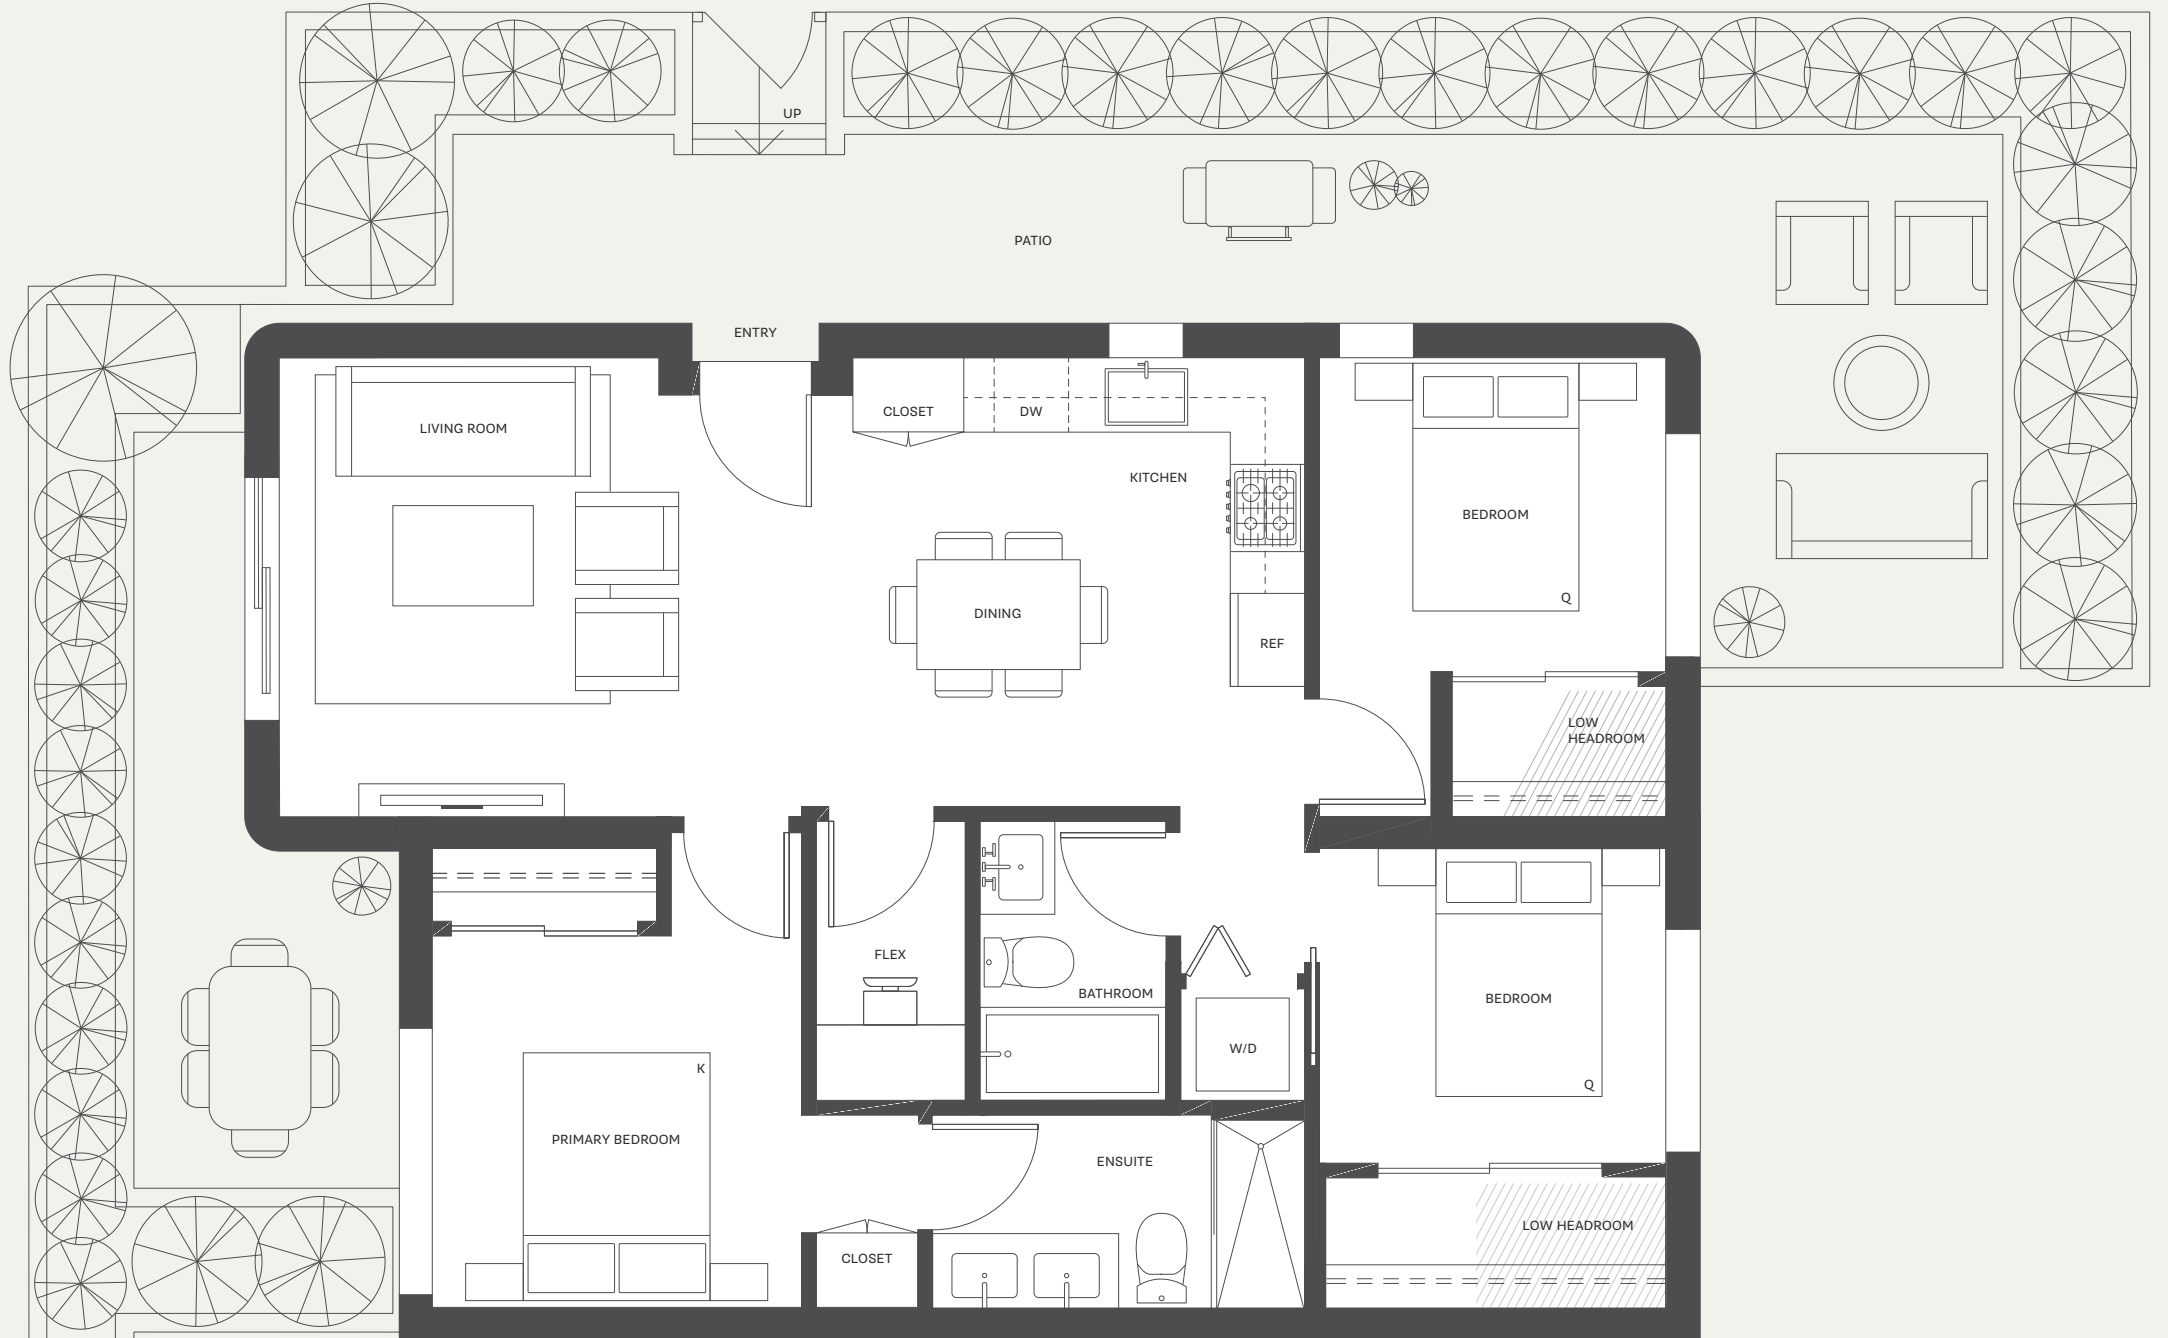 UP
PATIO
ENTRY
LIVING ROOM
CLOSET
DW
KITCHEN
BEDROOM
Q
DINING
REF
LOW
HEADROOM
FLEX
BATHROOM
W/D
BEDROOM
Q
K
PRIMARY BEDROOM
ENSUITE
CLOSET
LOW HEADROOM